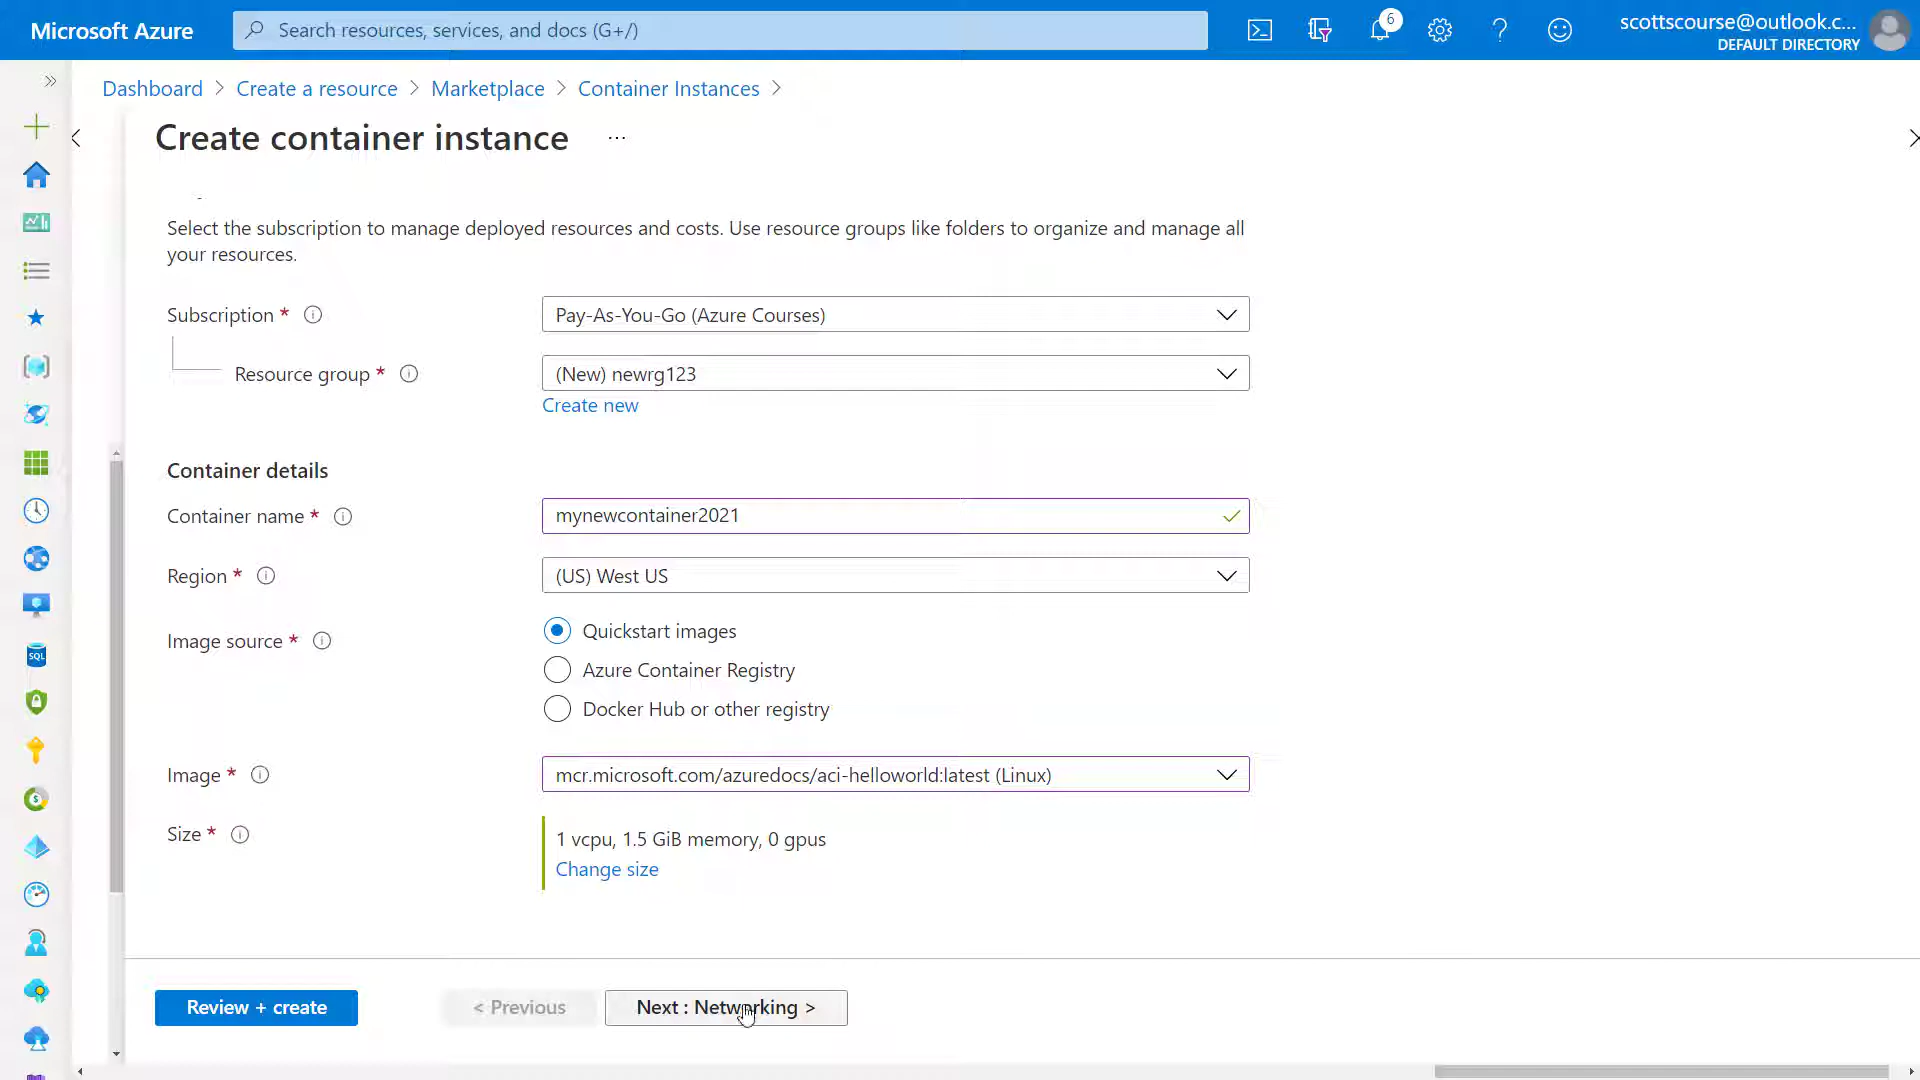 Microsoft Azure
Search resources, services, and docs (G+/)
6
scottscourse@outlook.c...
DEFAULT DIRECTORY
Dashboard > Create a resource > Marketplace > Container Instances >
Create container instance ...
Select the subscription to manage deployed resources and costs. Use resource groups like folders to organize and manage all
your resources.
Subscription *
Pay-As-You-Go (Azure Courses)
Resource group *
(New) newrg123
Create new
Container details
Container name *
mynewcontainer2021
Region *
(US) West US
Image source *
Quickstart images
Azure Container Registry
Docker Hub or other registry
Image *
mcr.microsoft.com/azuredocs/aci-helloworld:latest (Linux)
Size *
1 vcpu, 1.5 GiB memory, 0 gpus
Change size
Review + create
< Previous
Next : Networking >